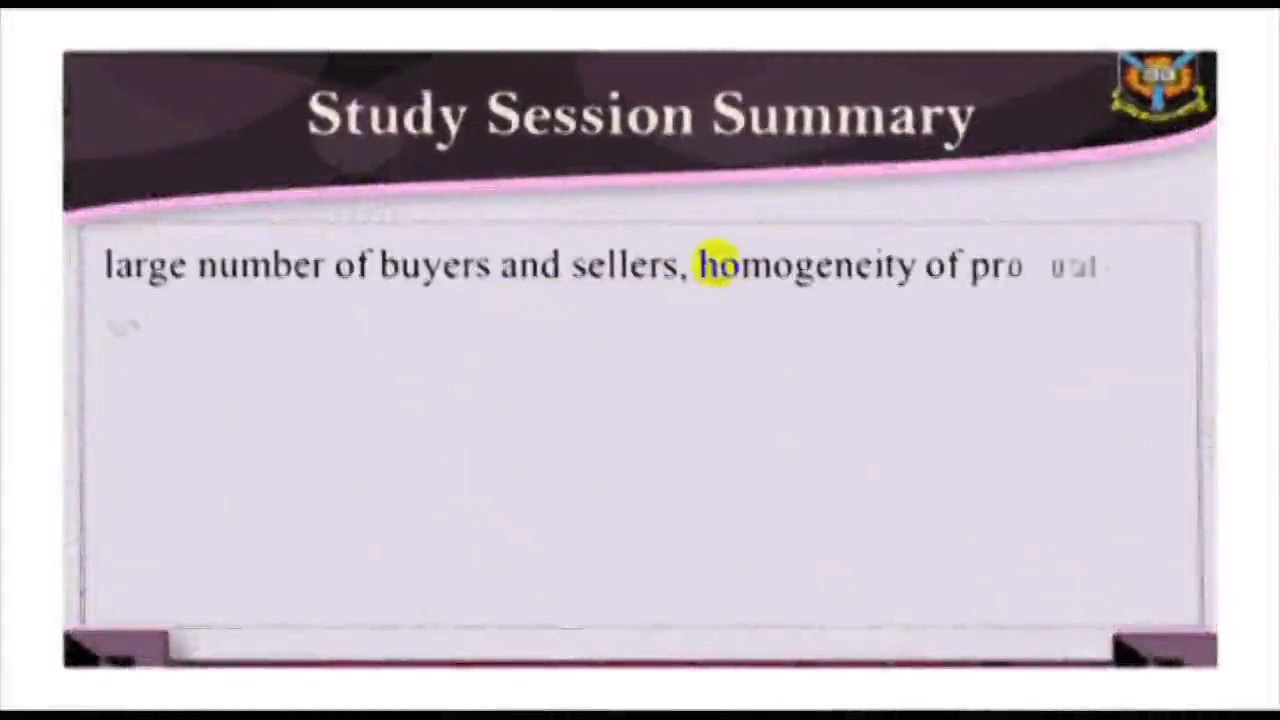 Study Session Summary
large number of buyers and sellers, homogeneity of